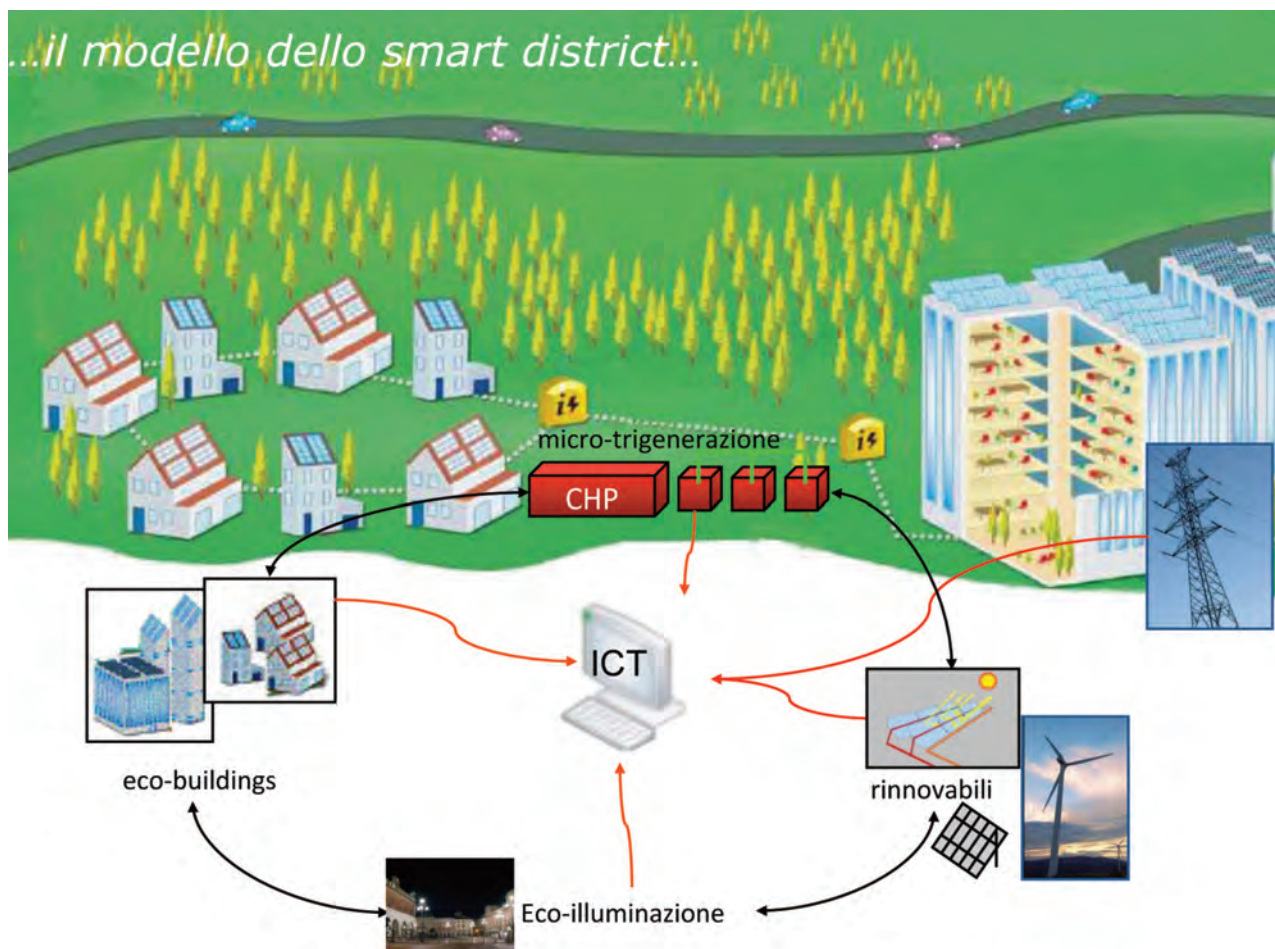 ...il modello dello smart district...
i
i
micro-trigenerazione
CHP
ICT
eco-buildings
rinnovabili
Eco-illuminazione